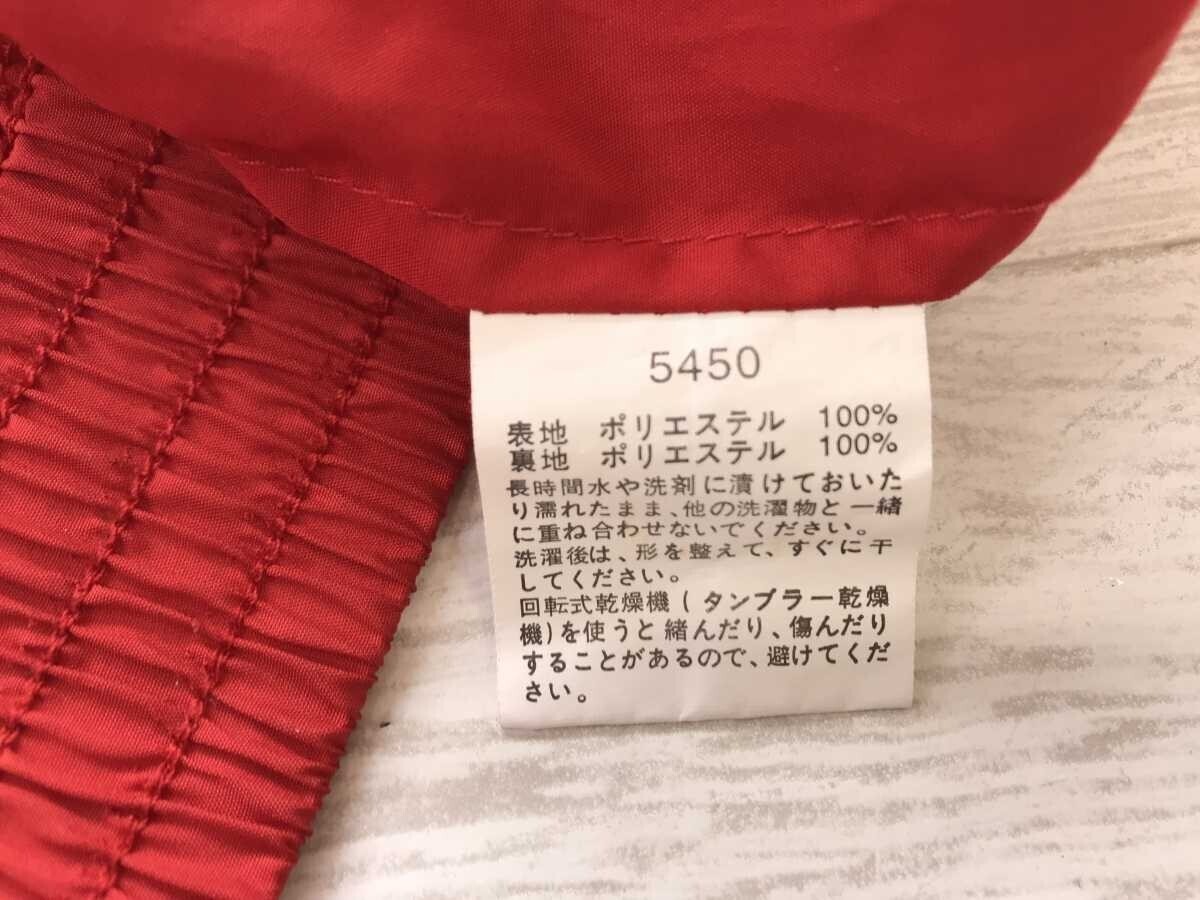 5450
表地 ポリエステル 100%
裏地 ポリエステル 100%
長時間水や洗剤に漬けておいた
り濡れたまま、他の洗濯物と一緒
に重ね合わせないでください。
洗濯後は、形を整えて、すぐに干
してください。
回転式乾燥機(タンブラー乾燥
機)を使うと緒んだり、傷んだり
することがあるので、避けてくだ
さい。